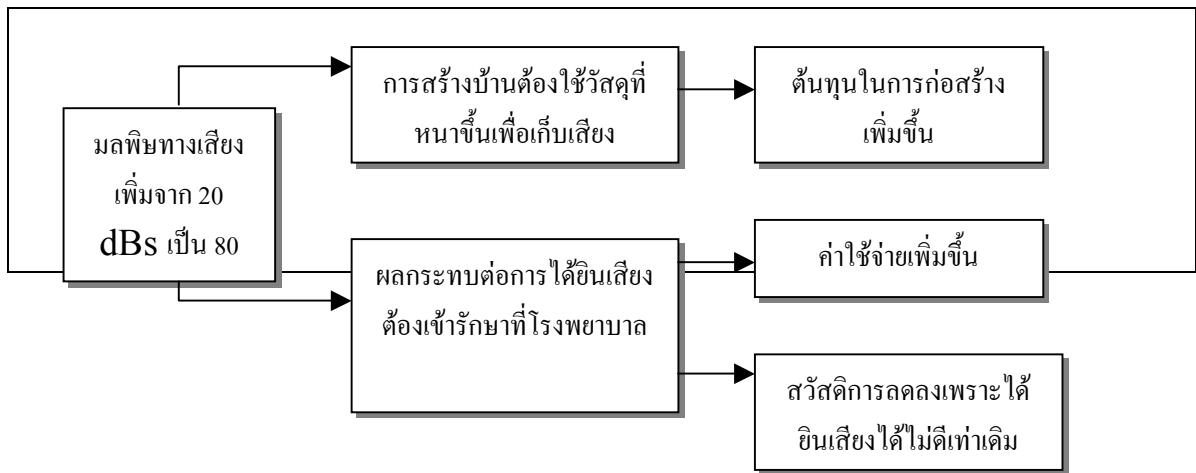 มลพิษทางเสียง
เพิ่มจาก 20
dBs เป็น 80
การสร้างบ้านต้องใช้วัสดุที่
หนาขึ้นเพื่อเก็บเสียง
ต้นทุนในการก่อสร้าง
เพิ่มขึ้น
ผลกระทบต่อการได้ยินเสียง
ต้องเข้ารักษาที่โรงพยาบาล
ค่าใช้จ่ายเพิ่มขึ้น
สวัสดิการลดลงเพราะได้
ยินเสียงได้ไม่ดีเท่าเดิม